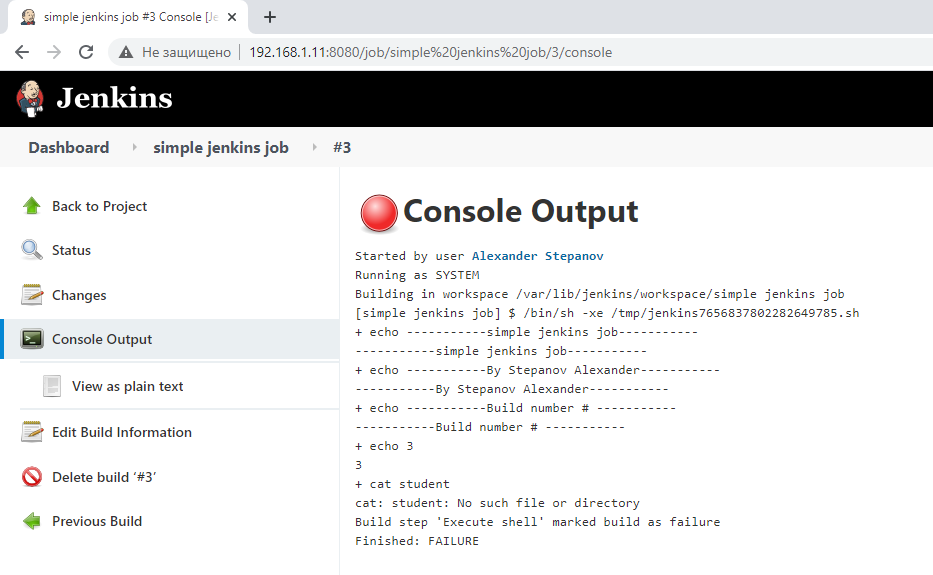 simple jenkins job #3 Console [Je
Не защищено 192.168.1.11:8080/job/simple%20jenkins%20job/3/console
Jenkins
Dashboard simple jenkins job #3
Back to Project
Status
Changes
Console Output
View as plain text
Edit Build Information
Delete build ‘#3’
Previous Build
Console Output
Started by user Alexander Stepanov
Running as SYSTEM
Building in workspace /var/lib/jenkins/workspace/simple jenkins job
[simple jenkins job] $ /bin/sh -xe /tmp/jenkins7656837802282649785.sh
+ echo -----------simple jenkins job-----------
-----------simple jenkins job-----------
+ echo -----------By Stepanov Alexander-----------
-----------By Stepanov Alexander-----------
+ echo -----------Build number # -----------
-----------Build number # -----------
+ echo 3
3
+ cat student
cat: student: No such file or directory
Build step 'Execute shell' marked build as failure
Finished: FAILURE